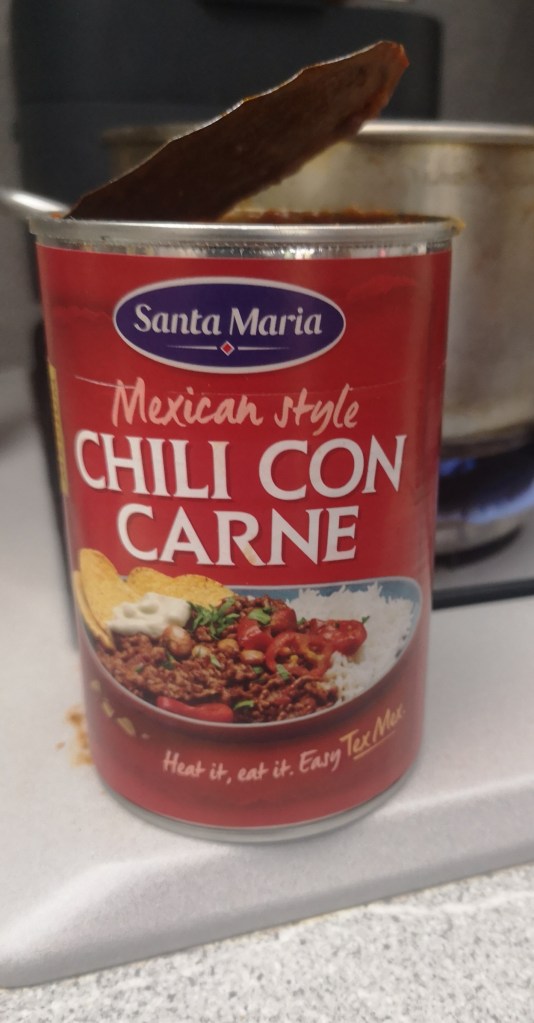 Santa Maria
Mexican style
CHILI CON
CARNE
Heat it, eat it. Easy Tex Mex